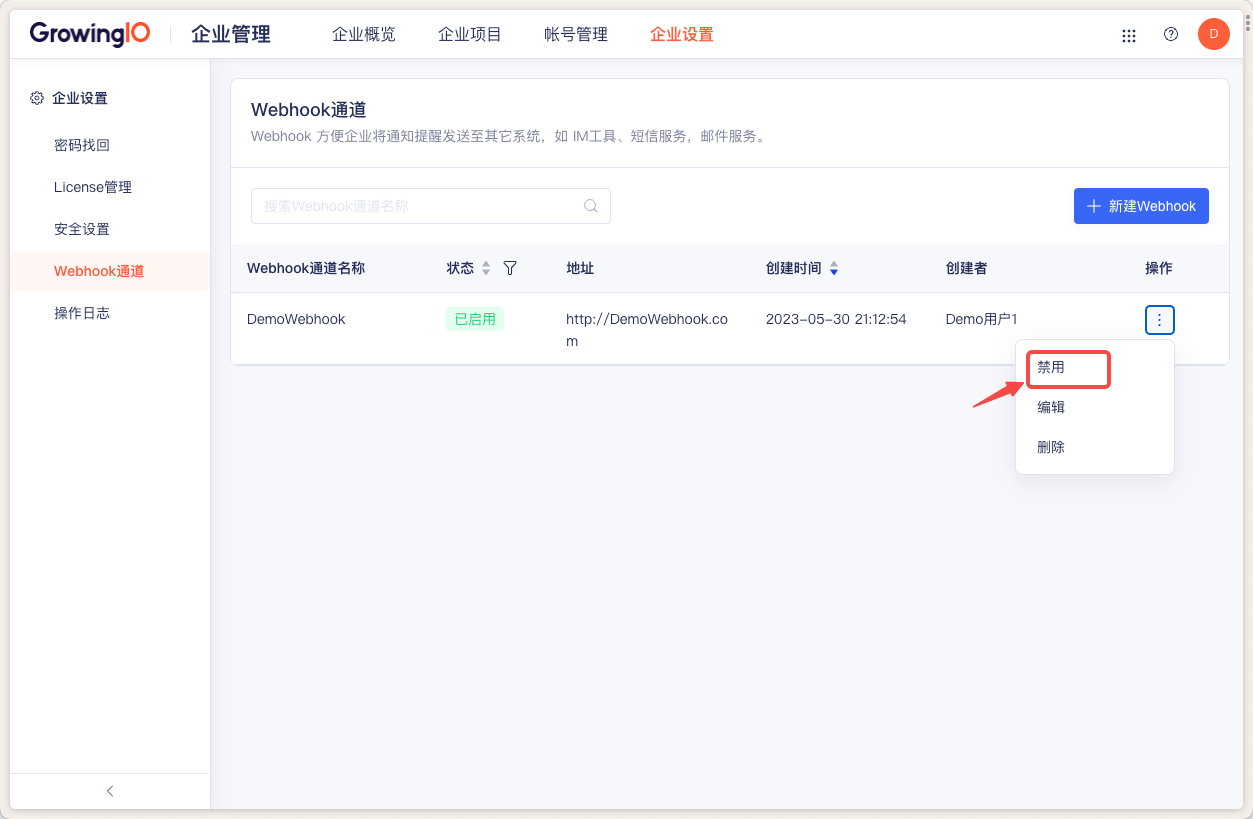 GrowingIO
企业管理
企业概览
企业项目
帐号管理
企业设置
D
企业设置
密码找回
License管理
安全设置
Webhook通道
操作日志
Webhook通道
Webhook 方便企业将通知提醒发送至其它系统，如 IM工具、短信服务，邮件服务。
搜索Webhook通道名称
新建Webhook
Webhook通道名称 状态 地址 创建时间 创建者 操作
DemoWebhook 已启用 http://DemoWebhook.co 2023-05-30 21:12:54 Demo用户1
m
禁用
编辑
删除